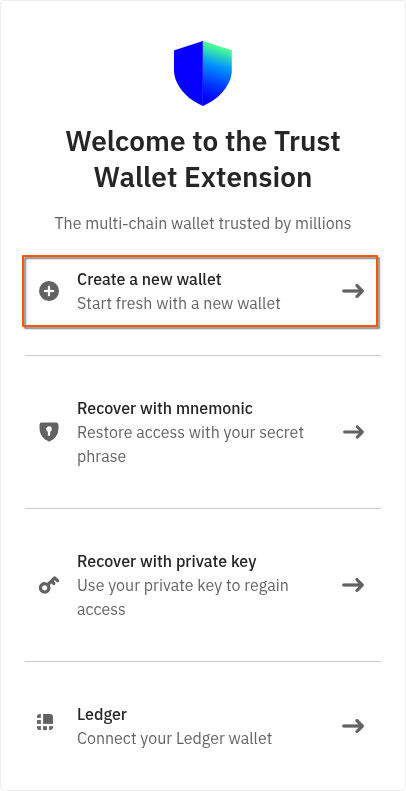 Welcome to the Trust
Wallet Extension
The multi-chain wallet trusted by millions
Create a new wallet
Start fresh with a new wallet
Recover with mnemonic
Restore access with your secret
phrase
Recover with private key
Use your private key to regain
access
Ledger
Connect your Ledger wallet